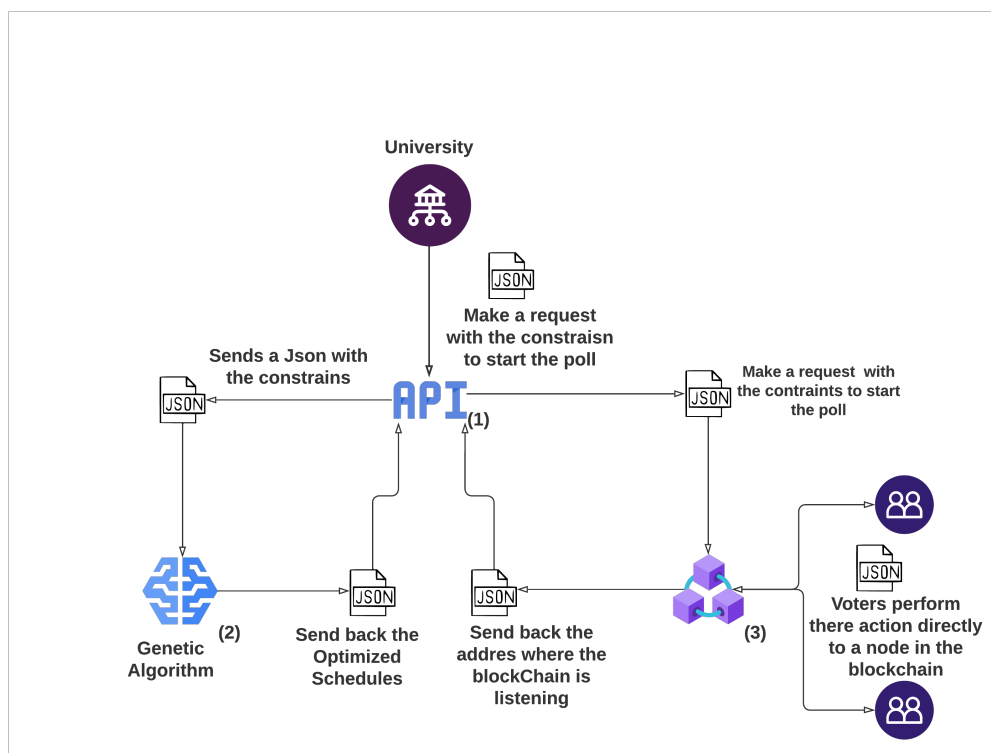 University
JSON
Make a request
with the constraisn
to start the poll
Sends a Json with
the constrains
JSON
API
(1)
JSON
Make a request  with
the contraints to start
the poll
Genetic
Algorithm
(2)
JSON
Send back the
Optimized
Schedules
JSON
Send back the
addres where the
blockChain is
listening
(3)
JSON
Voters perform
there action directly
to a node in the
blockchain